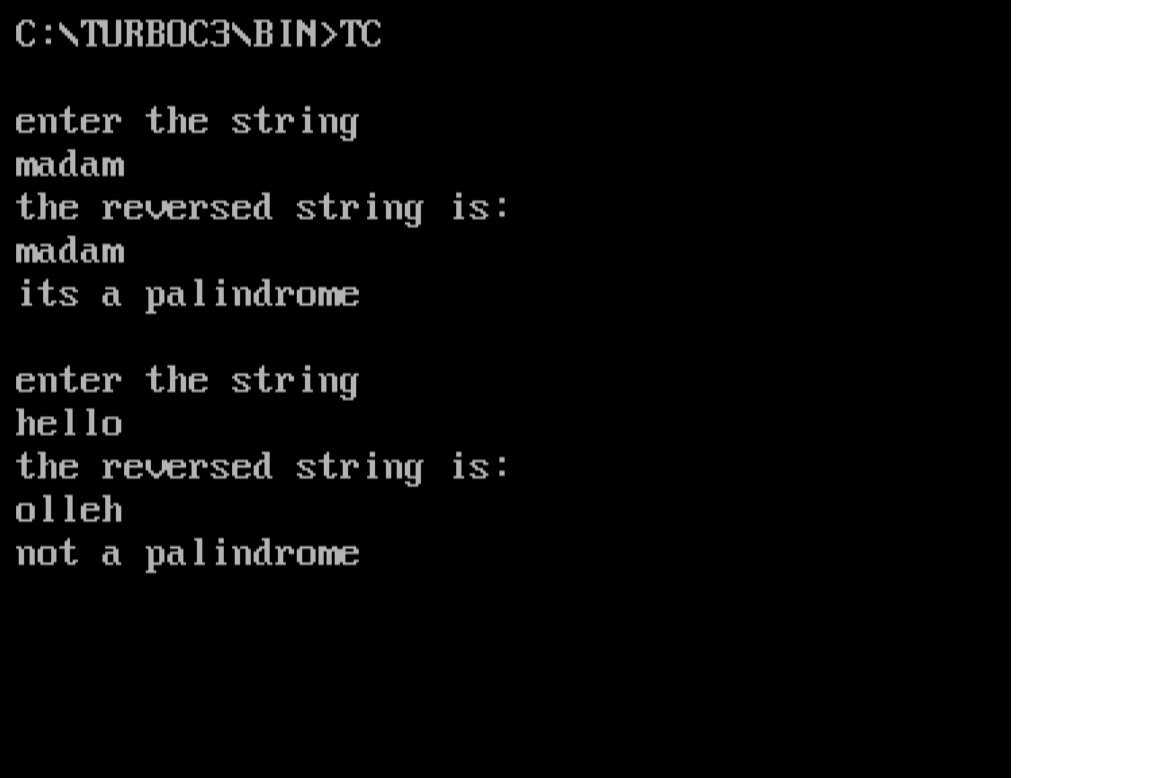 C:\TURBOC3\BIN>TC
enter the string
madam
the reversed string is:
madam
its a palindrome
enter the string
hello
the reversed string is:
olleh
not a palindrome